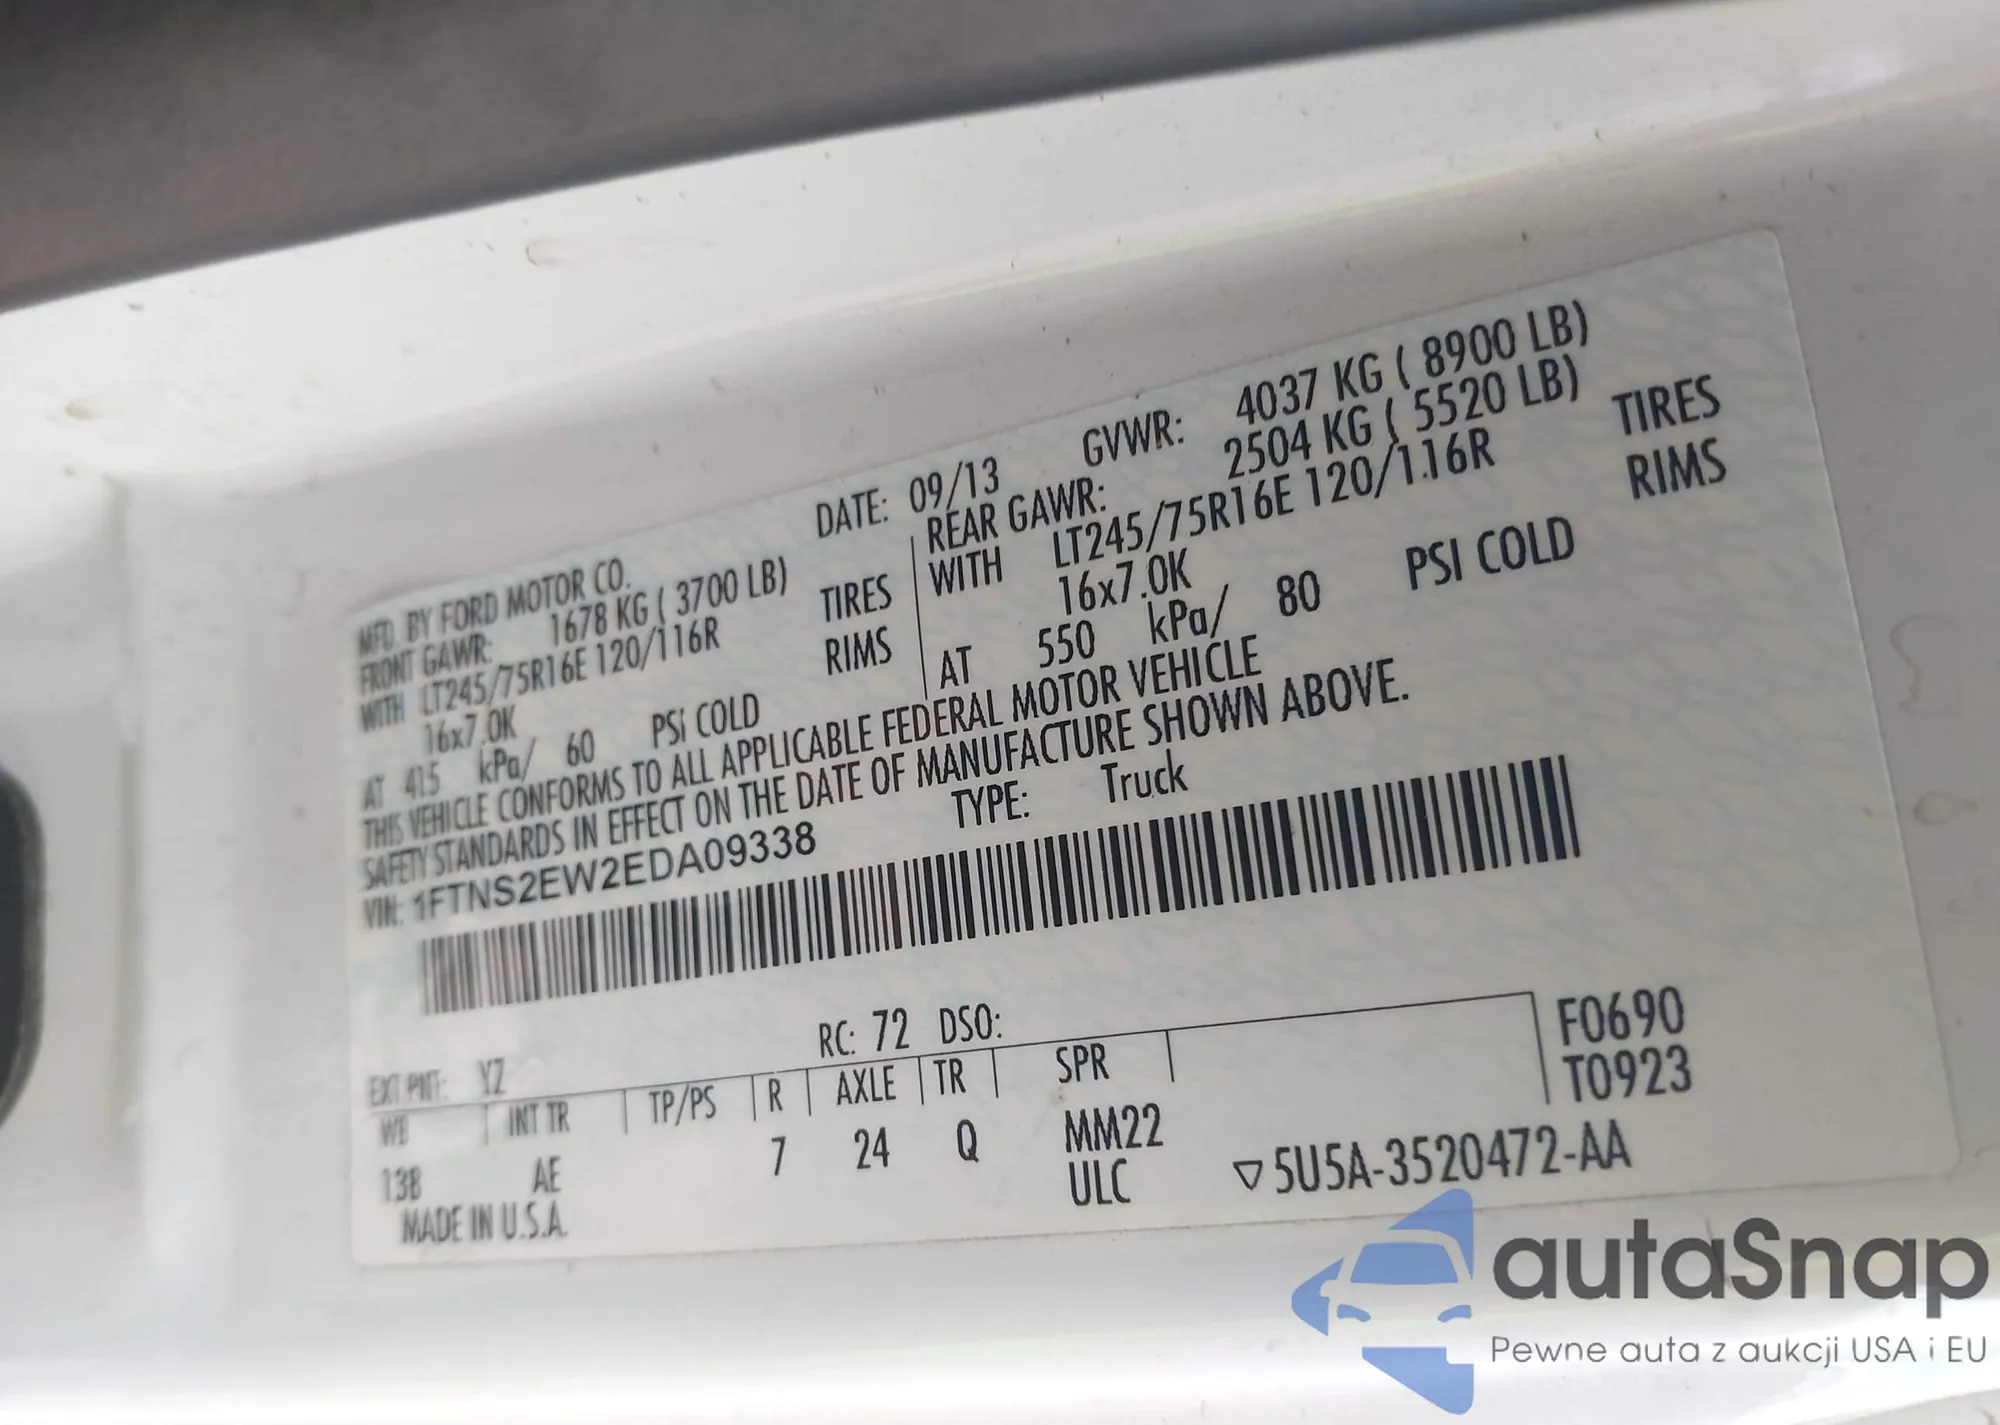 MFD. BY FORD MOTOR CO. DATE: 09/13 GVWR: 4037 KG ( 8900 LB)
FRONT GAWR: 1678 KG ( 3700 LB)
WITH LT245/75R16E 120/116R TIRES
16x7.0K RIMS
AT 415 kPa/ 60 PSi COLD
REAR GAWR: 2504 KG ( 5520 LB)
WITH LT245/75R16E 120/116R TIRES
16x7.0K RIMS
AT 550 kPa/ 80 PSI COLD
THIS VEHICLE CONFORMS TO ALL APPLICABLE FEDERAL MOTOR VEHICLE
SAFETY STANDARDS IN EFFECT ON THE DATE OF MANUFACTURE SHOWN ABOVE.
VIN: 1FTNS2EW2EDA09338 TYPE: Truck
EXT PNT: YZ RC: 72 DSO: F0690
WB INT TR TP/PS R AXLE TR SPR T0923
138 AE 7 24 Q MM22
ULC ▽5U5A-3520472-AA
MADE IN U.S.A.
autaSnap
Pewne auta z aukcji USA i EU